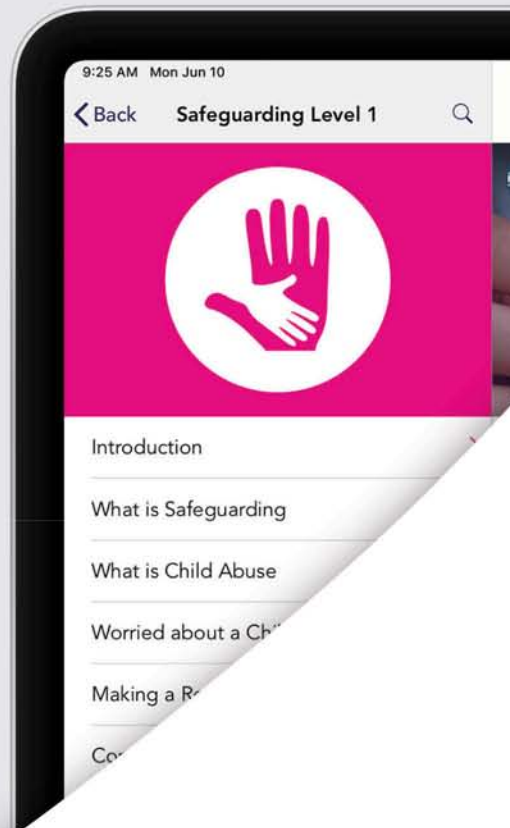 9:25 AM Mon Jun 10
Back Safeguarding Level 1
Introduction
What is Safeguarding
What is Child Abuse
Worried about a
Making a